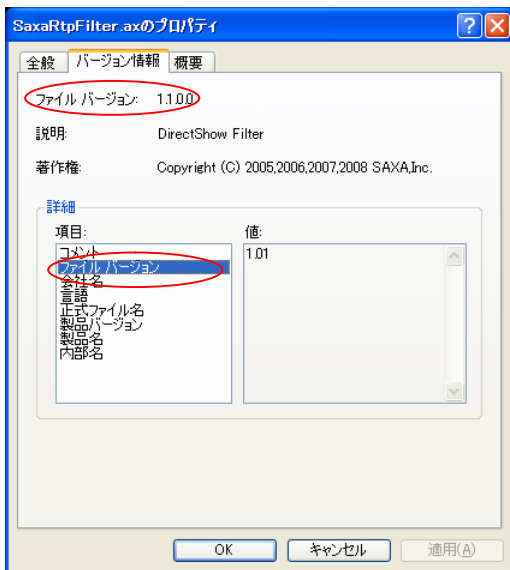 SaxaRtpFilter.axのプロパティ
全般 バージョン情報 概要
ファイル バージョン: 1.1.0.0
説明: DirectShow Filter
著作権: Copyright (C) 2005,2006,2007,2008 SAXA,Inc.
詳細
項目: 値:
コメント 1.01
ファイル バージョン
会社名
言語
正式ファイル名
製品バージョン
製品名
内部名
OK キャンセル 適用(A)